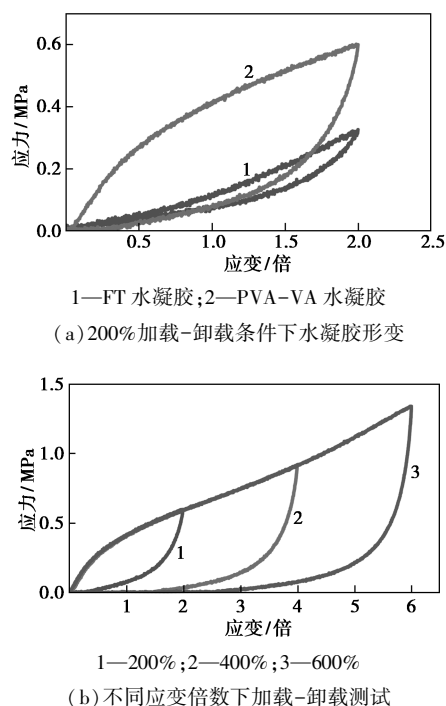 0.6
0.4
0.2
0.0
应力/MPa
2
1
0.5 1.0 1.5 2.0 2.5
应变/倍
1—FT 水凝胶;2—PVA-VA 水凝胶
(a)200%加载-卸载条件下水凝胶形变
1.5
1.0
0.5
0.0
应力/MPa
1
2
3
1 2 3 4 5 6
应变/倍
1—200%;2—400%;3—600%
(b)不同应变倍数下加载-卸载测试